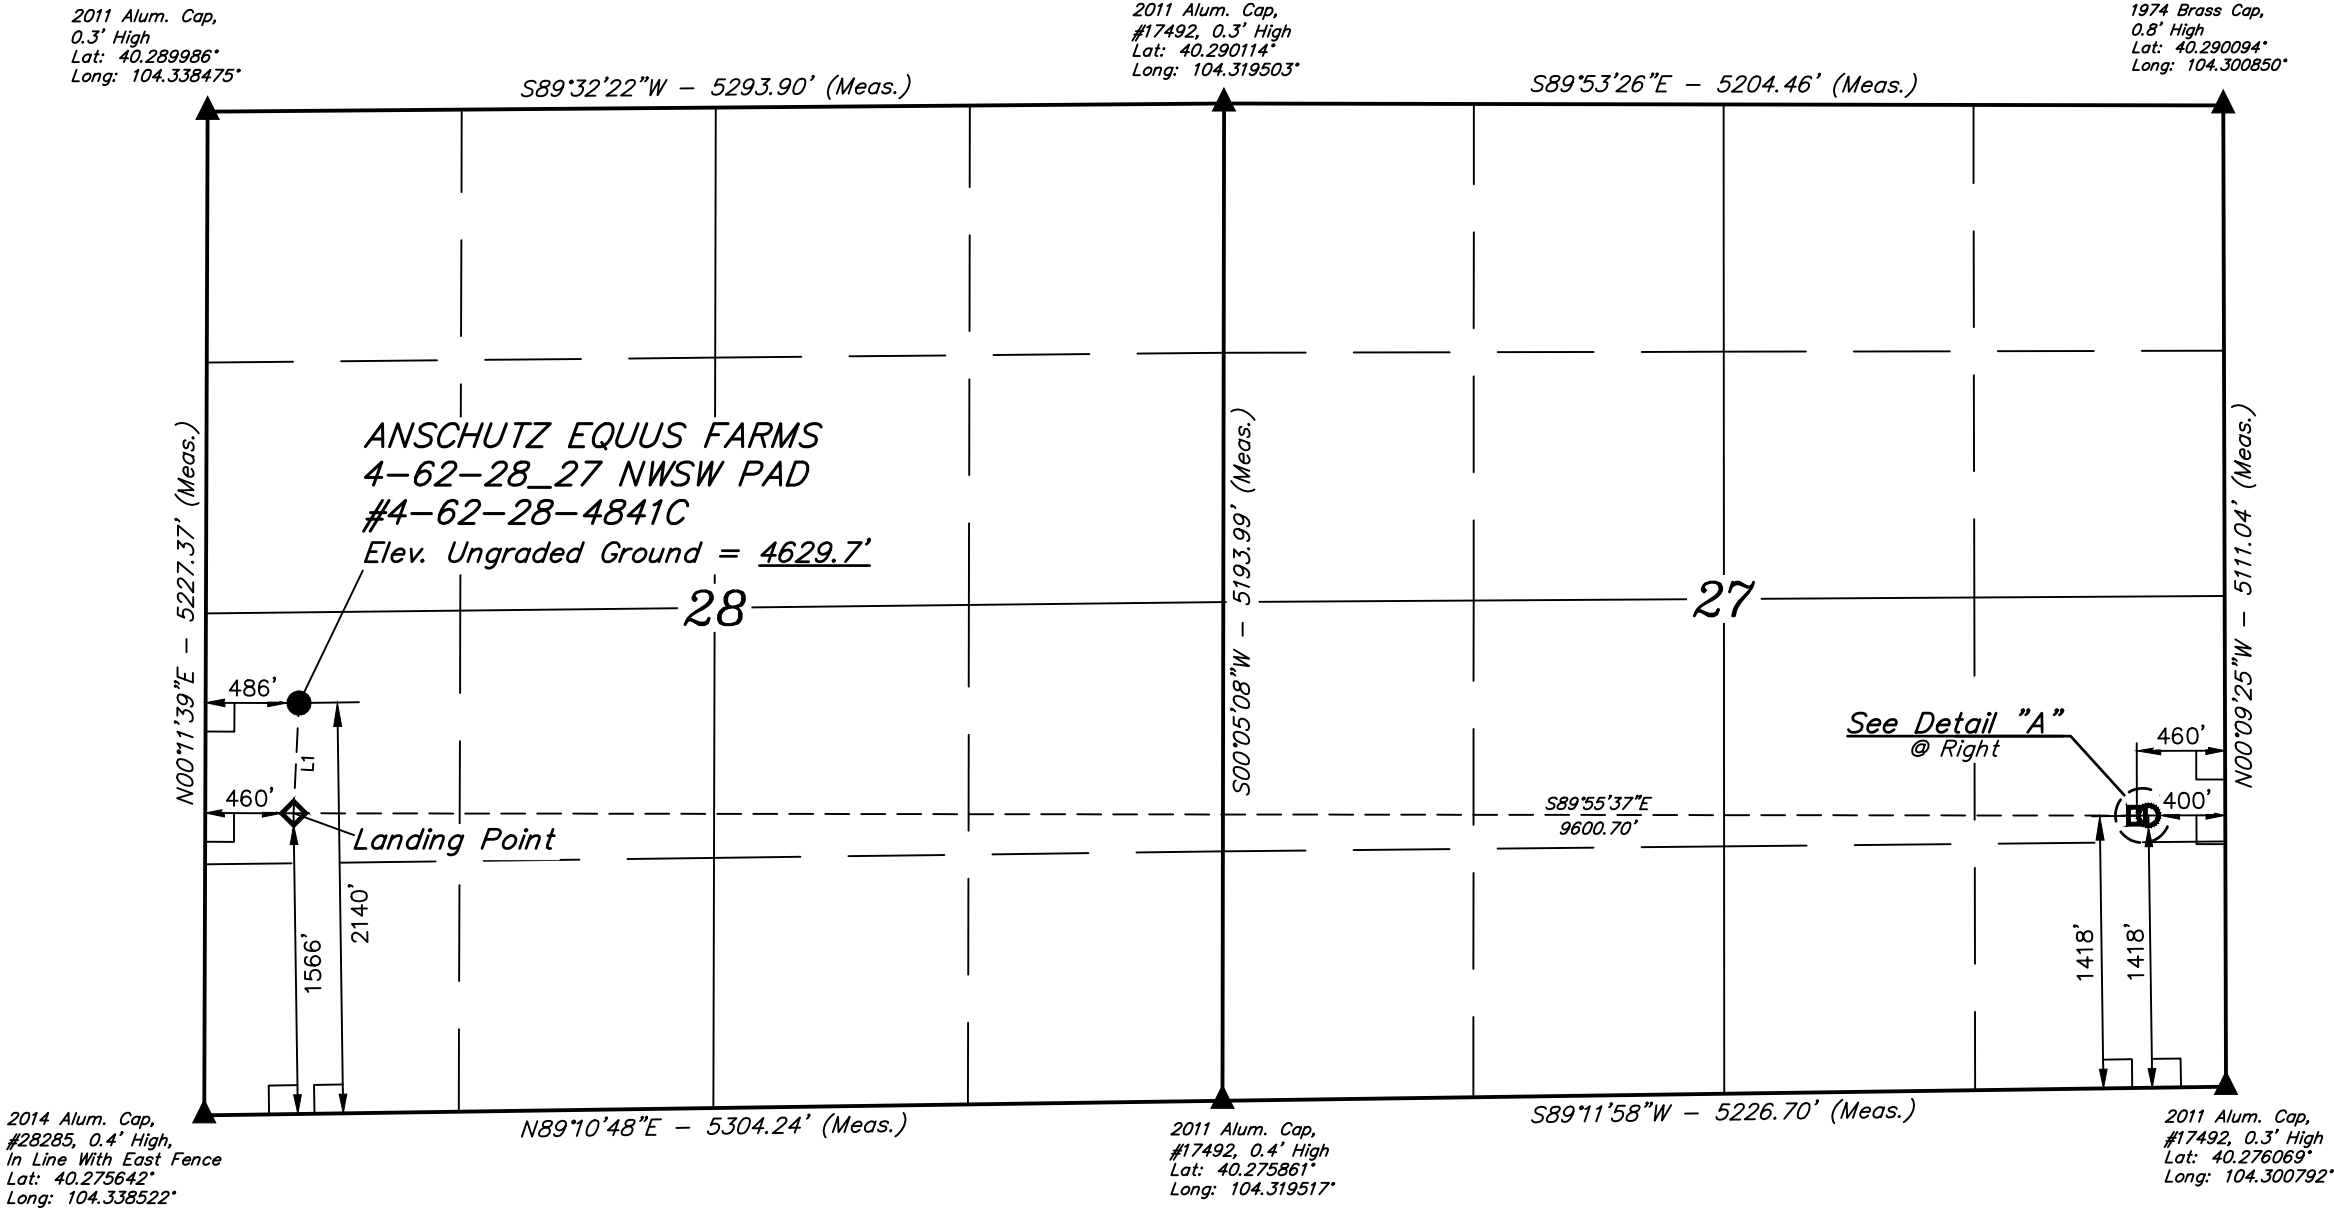 2011 Alum. Cap,
0.3' High
Lat: 40.289986°
Long: 104.338475°
2011 Alum. Cap,
#17492, 0.3' High
Lat: 40.290114°
Long: 104.319503°
1974 Brass Cap,
0.8' High
Lat: 40.290094°
Long: 104.300850°
S89°32'22"W - 5293.90' (Meas.)
S89°53'26"E - 5204.46' (Meas.)
N00°11'39"E - 5227.37' (Meas.)
ANSCHUTZ EQUUS FARMS
4-62-28_27 NWSW PAD
#4-62-28-4841C
Elev. Ungraded Ground = 4629.7'
S00°05'08"W - 5193.99' (Meas.)
N00°09'25"W - 5111.04' (Meas.)
28
27
486'
L1
460'
Landing Point
1566'
2140'
See Detail "A"
@ Right
460'
400'
S89°55'37"E
9600.70'
1418'
1418'
N89°10'48"E - 5304.24' (Meas.)
S89°11'58"W - 5226.70' (Meas.)
2014 Alum. Cap,
#28285, 0.4' High,
In Line With East Fence
Lat: 40.275642°
Long: 104.338522°
2011 Alum. Cap,
#17492, 0.4' High
Lat: 40.275861°
Long: 104.319517°
2011 Alum. Cap,
#17492, 0.3' High
Lat: 40.276069°
Long: 104.300792°